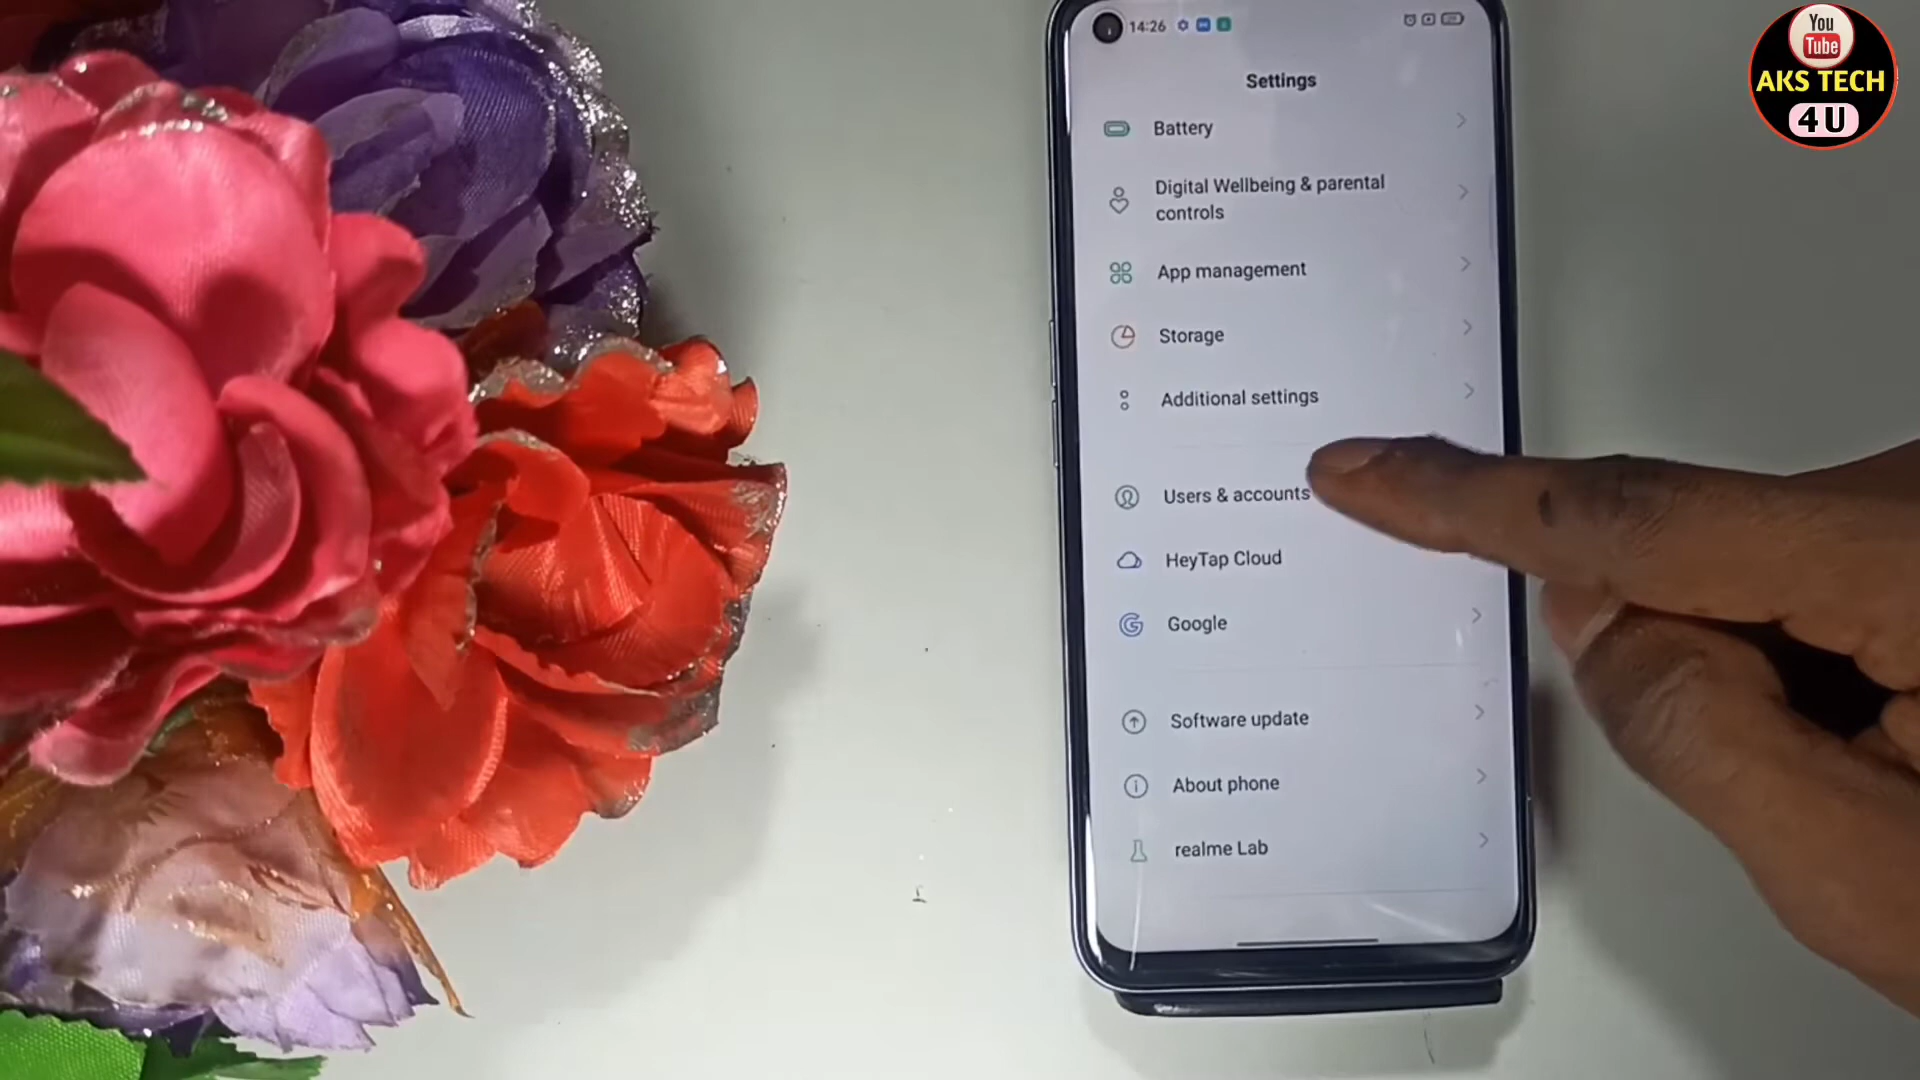 14:26
Settings
Battery
Digital Wellbeing & parental
controls
App management
Storage
Additional settings
Users & accounts
HeyTap Cloud
Google
Software update
About phone
realme Lab
You
Tube
AKS TECH
4U